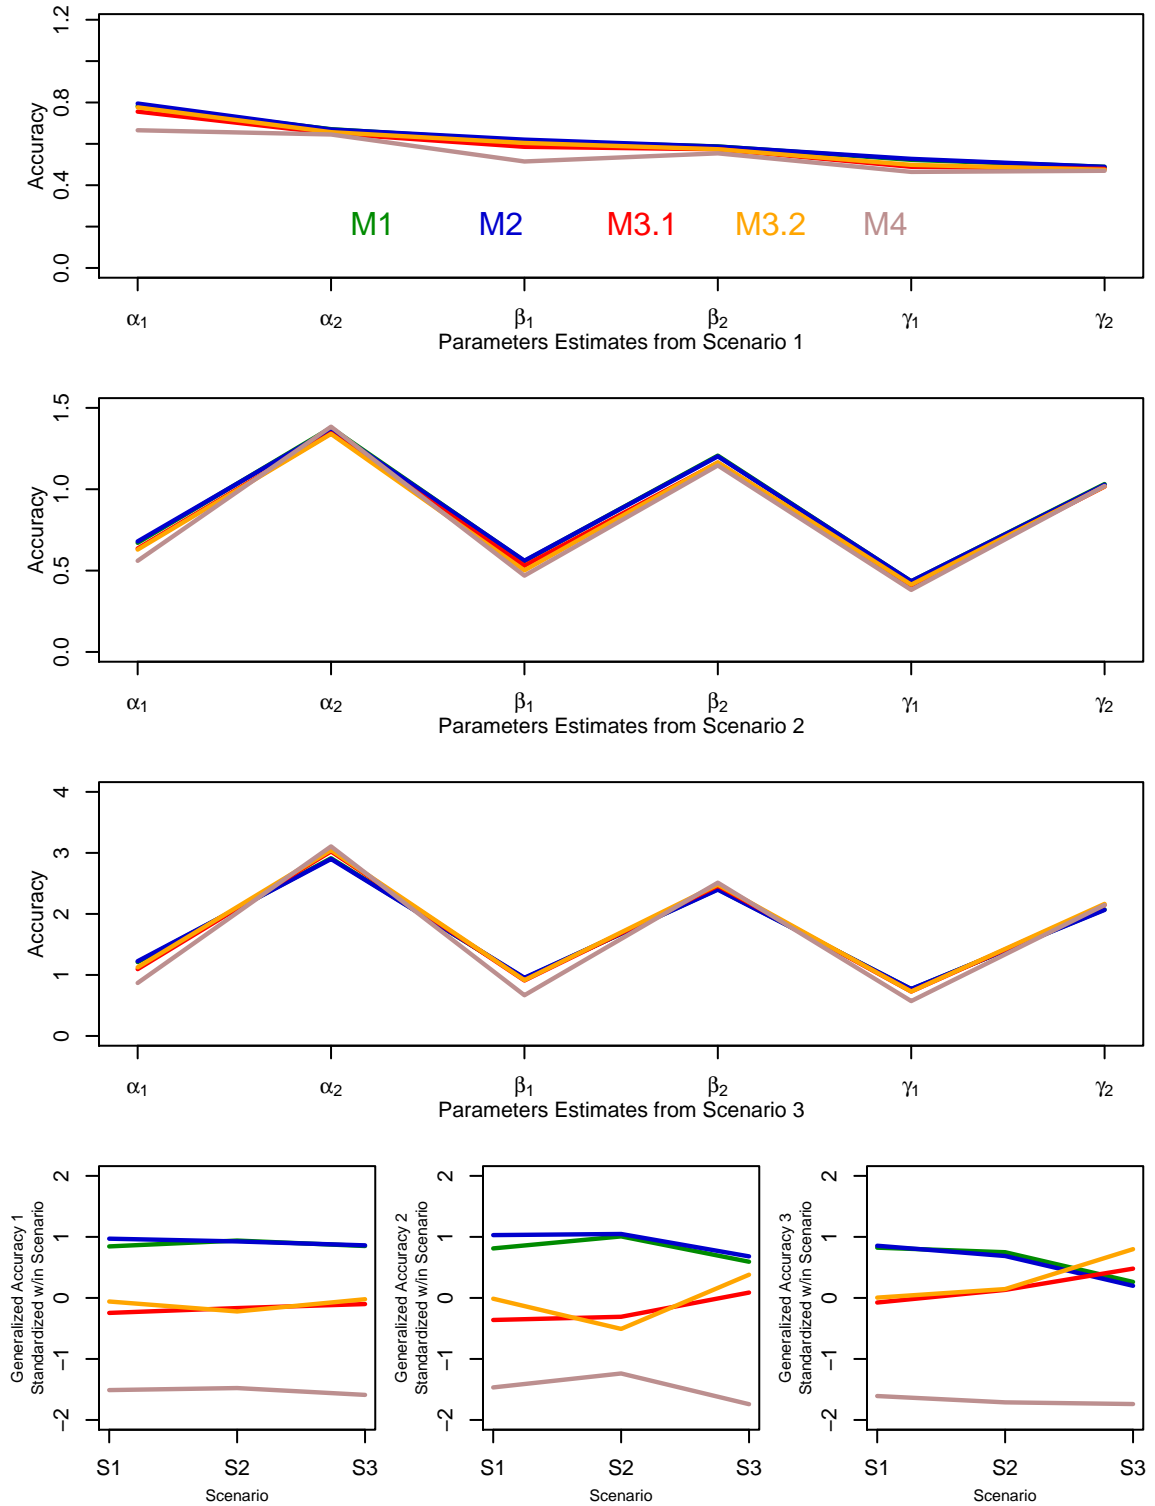 1.2
0.8
0.4
0.0
Accuracy
M1 M2 M3.1 M3.2 M4
α1 α2 β1 β2 γ1 γ2
Parameters Estimates from Scenario 1
1.5
1.0
0.5
0.0
Accuracy
α1 α2 β1 β2 γ1 γ2
Parameters Estimates from Scenario 2
4
3
2
1
0
Accuracy
α1 α2 β1 β2 γ1 γ2
Parameters Estimates from Scenario 3
Generalized Accuracy 1
Standardized w/in Scenario
2
1
0
−1
−2
S1 S2 S3
Scenario
Generalized Accuracy 2
Standardized w/in Scenario
2
1
0
−1
−2
S1 S2 S3
Scenario
Generalized Accuracy 3
Standardized w/in Scenario
2
1
0
−1
−2
S1 S2 S3
Scenario